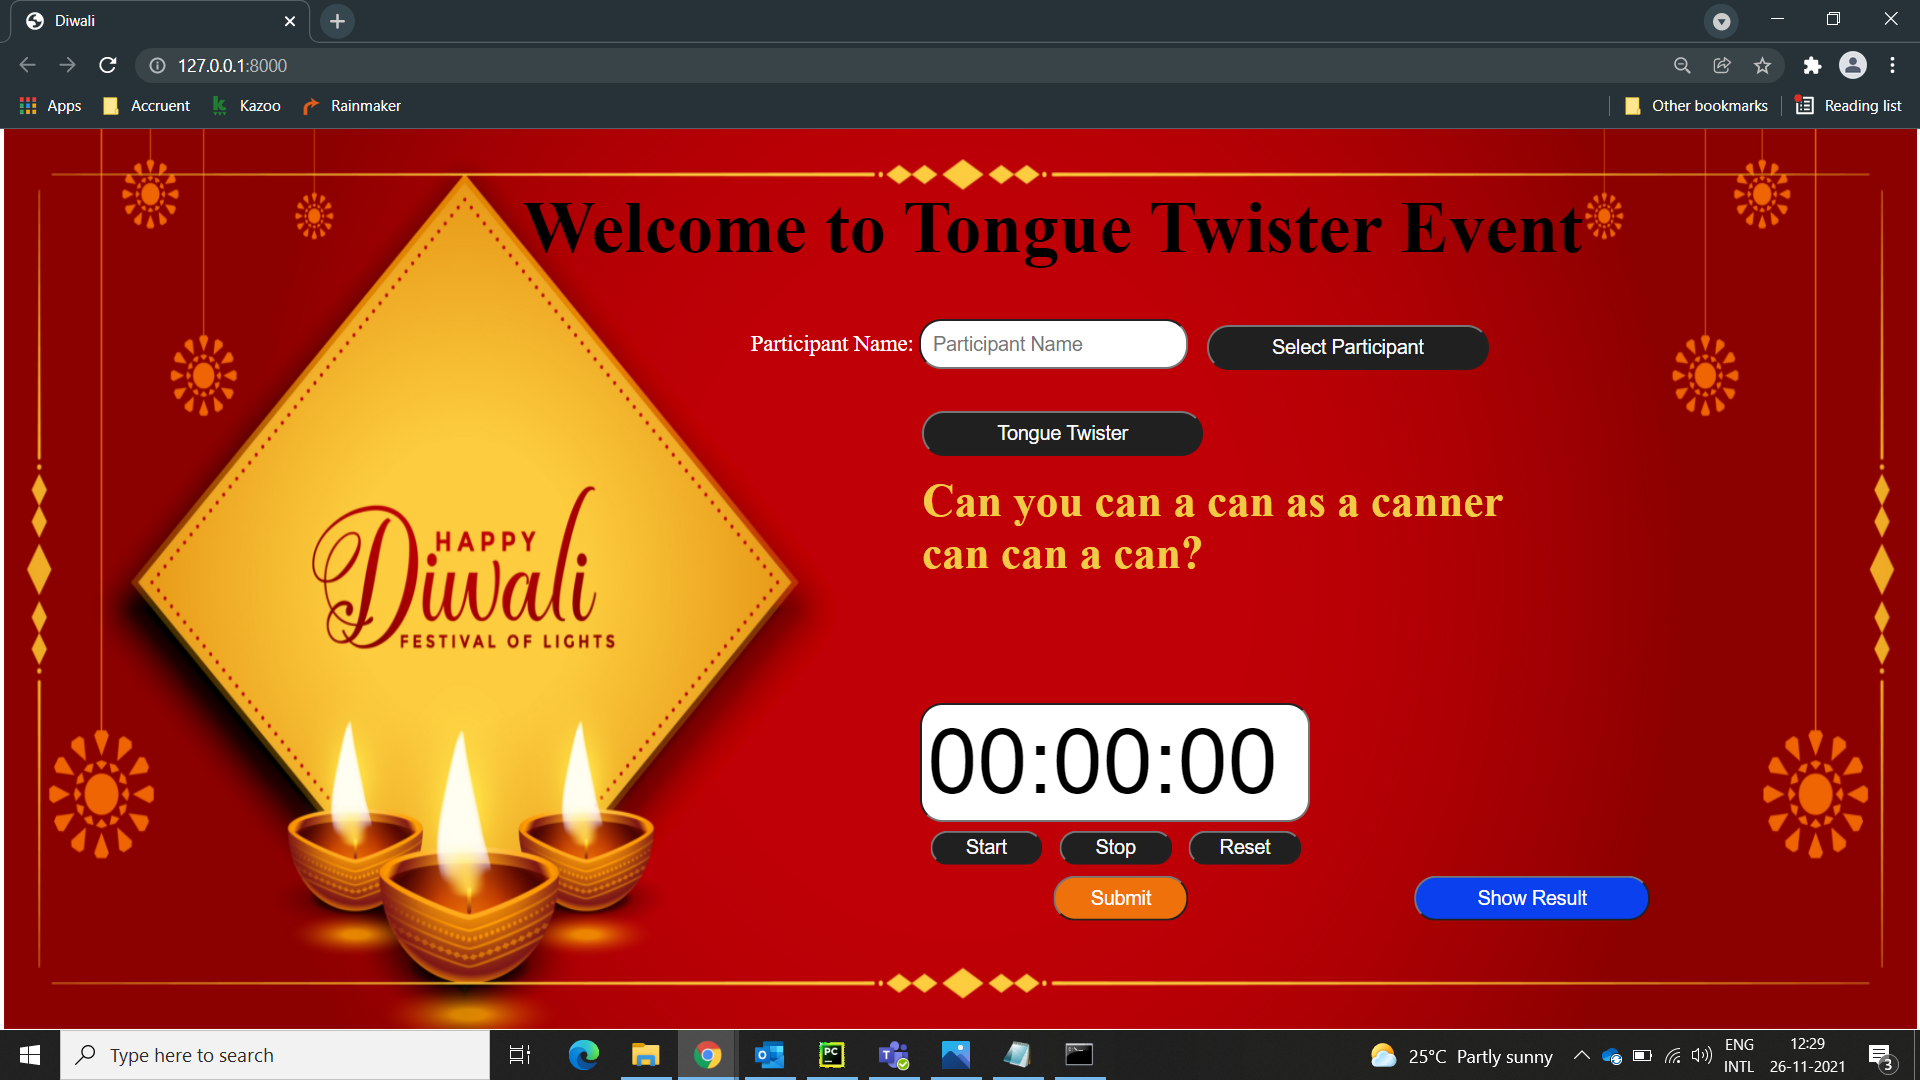 Diwali
127.0.0.1:8000
Apps Accruent Kazoo Rainmaker Other bookmarks Reading list
Welcome to Tongue Twister Event
Participant Name: Participant Name Select Participant
Tongue Twister
Can you can a can as a canner
can can a can?
HAPPY
Diwali
FESTIVAL OF LIGHTS
00:00:00
Start Stop Reset
Submit Show Result
Type here to search
25°C Partly sunny
ENG
INTL
12:29
26-11-2021
3